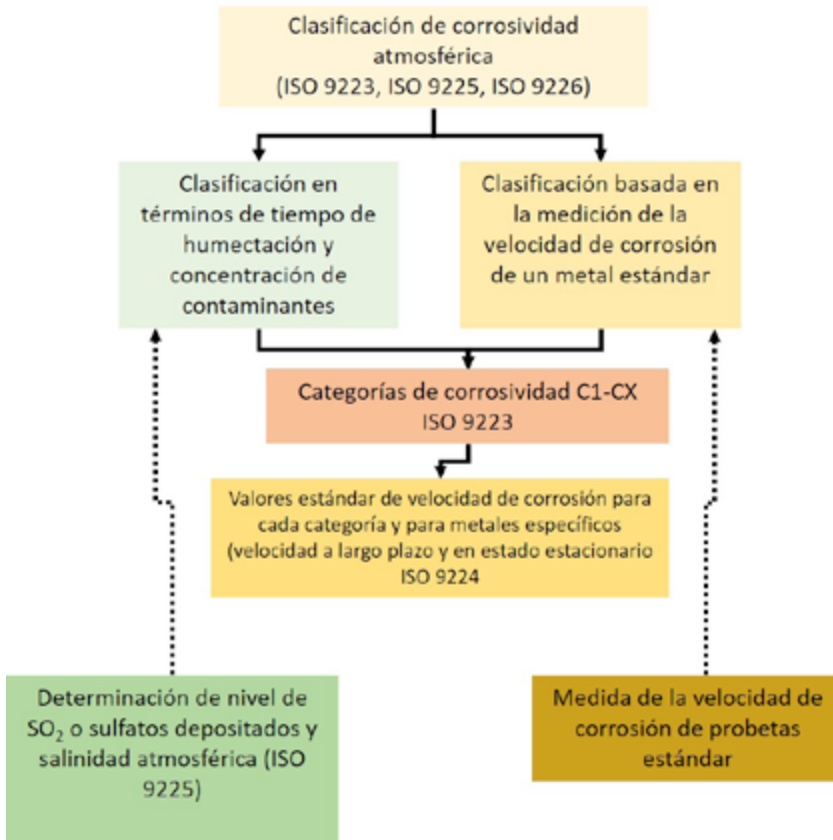 Clasificación de corrosividad
atmosférica
(ISO 9223, ISO 9225, ISO 9226)
Clasificación en
términos de tiempo de
humectación y
concentración de
contaminantes
Clasificación basada en
la medición de la
velocidad de corrosión
de un metal estándar
Categorías de corrosividad C1-CX
ISO 9223
Valores estándar de velocidad de corrosión para
cada categoría y para metales específicos
(velocidad a largo plazo y en estado estacionario
ISO 9224
Determinación de nivel de
SO₂ o sulfatos depositados y
salinidad atmosférica (ISO
9225)
Medida de la velocidad de
corrosión de probetas
estándar